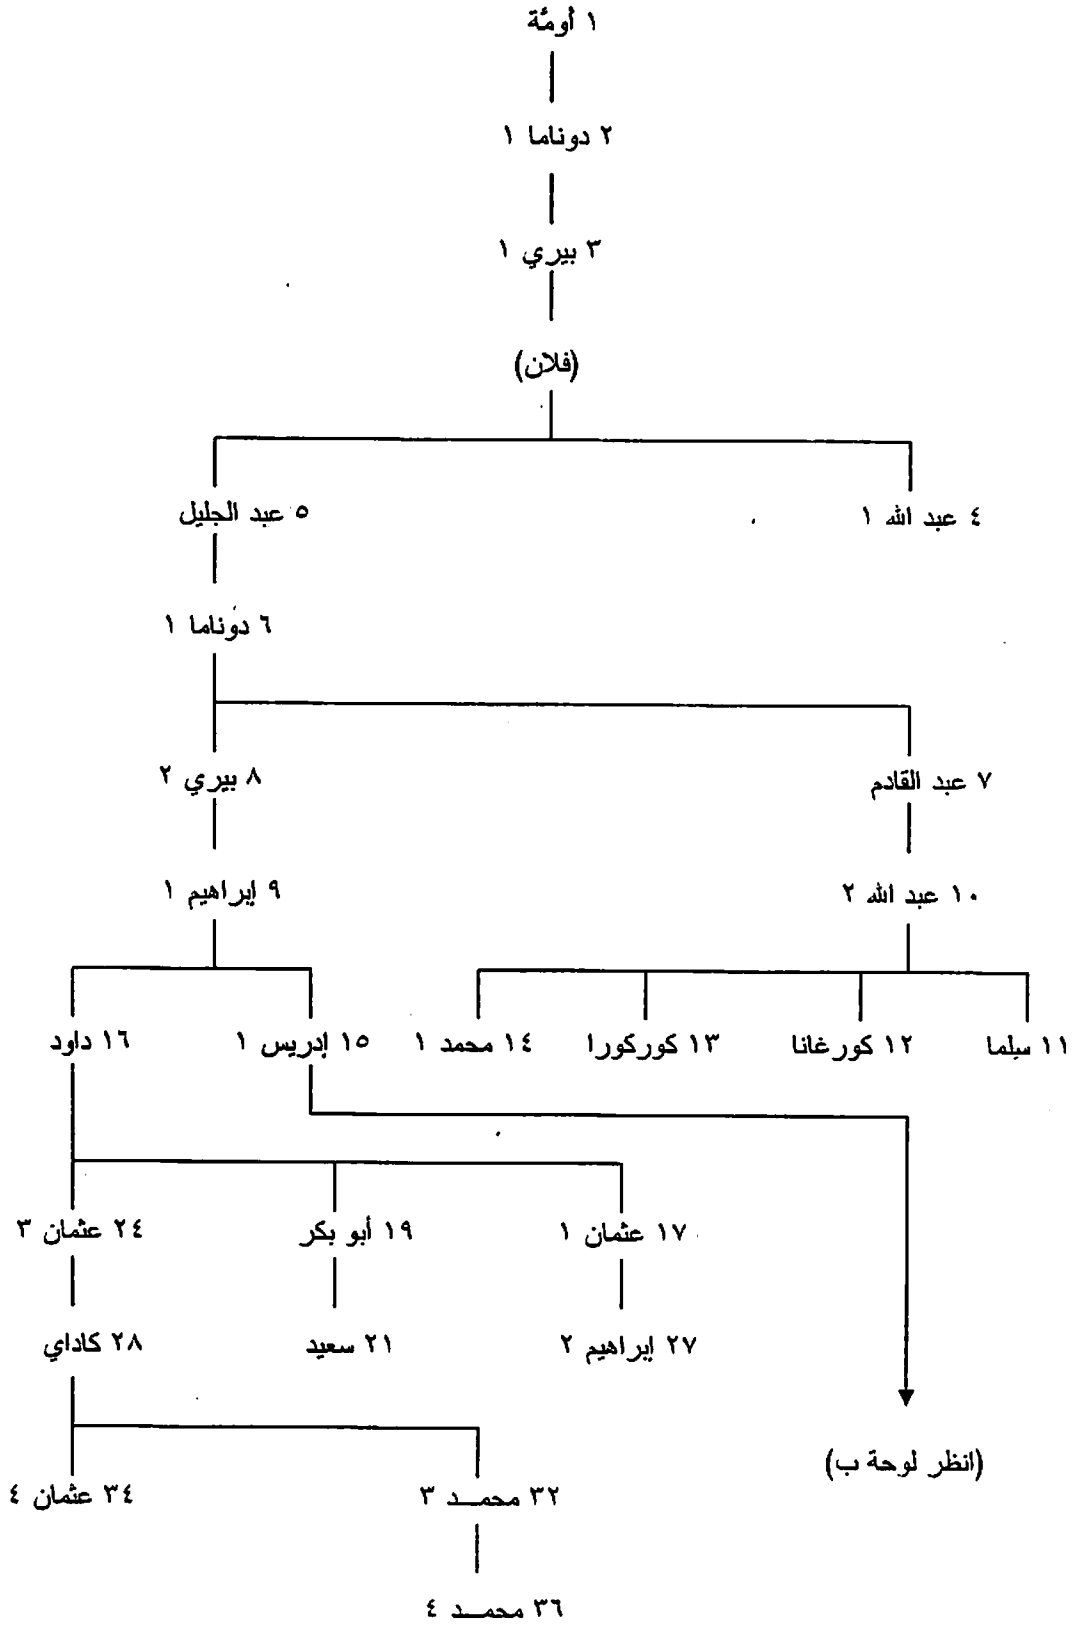 ١ أومَّة
٢ دوناما ١
٣ بيري ١
(فلان)
٤ عبد الله ١
٥ عبد الجليل
٦ دوناما ١
٧ عبد القادم
٨ بيري ٢
٩ إبراهيم ١
١٠ عبد الله ٢
١١ سيلما
١٢ كورغانا
١٣ كوركورا
١٤ محمد ١
١٥ إدريس ١
١٦ داود
١٧ عثمان ١
١٩ أبو بكر
٢٤ عثمان ٣
٢٧ إبراهيم ٢
٢١ سعيد
٢٨ كاداي
(انظر لوحة ب)
٣٢ محمـد ٣
٣٤ عثمان ٤
٣٦ محمـد ٤